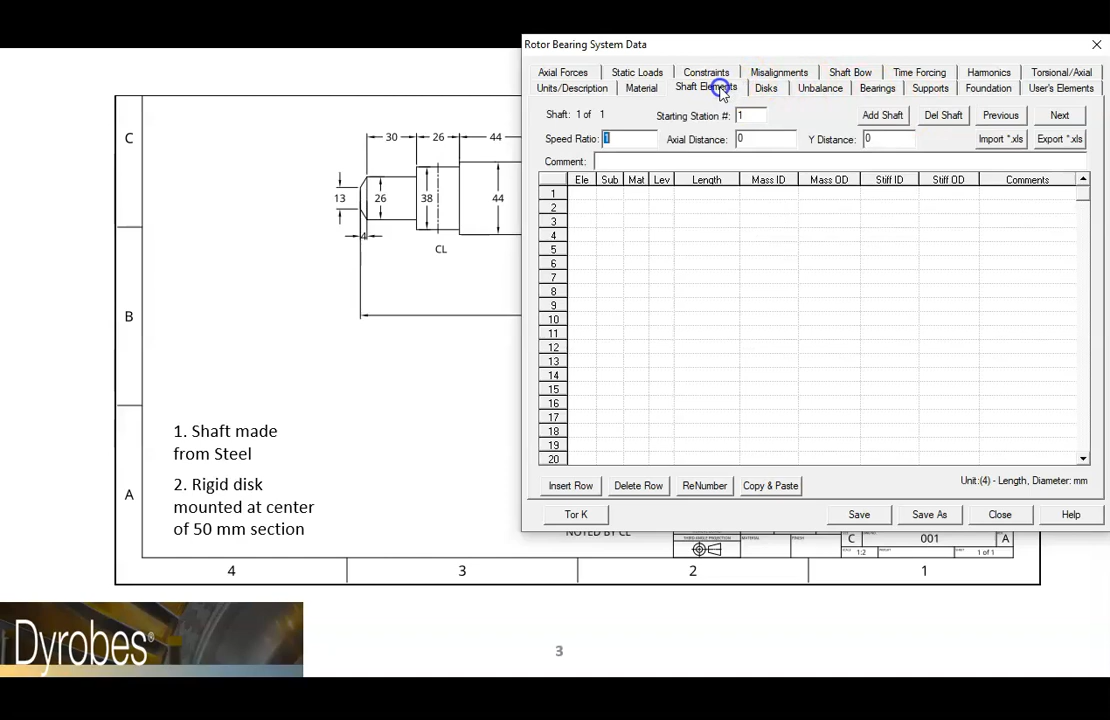 Rotor Bearing System Data
Axial Forces Static Loads Constraints Misalignments Shaft Bow Time Forcing Harmonics Torsional/Axial
Units/Description Material Shaft Elements Disks Unbalance Bearings Supports Foundation User's Elements
Shaft: 1 of 1 Starting Station #: 1 Add Shaft Del Shaft Previous Next
Speed Ratio: 1 Axial Distance: 0 Y Distance: 0 Import *.xls Export *.xls
Comment:
Ele Sub Mat Lev Length Mass ID Mass OD Stiff ID Stiff OD Comments
1
2
3
4
5
6
7
8
9
10
11
12
13
14
15
16
17
18
19
20
Insert Row Delete Row ReNumber Copy & Paste Unit:(4) - Length, Diameter: mm
Tor K Save Save As Close Help
C
B
A
30 26 44
13 26 38 44
4
CL
1. Shaft made
from Steel
2. Rigid disk
mounted at center
of 50 mm section
NOTED BY CL
C 001 A
1:2 1 of 1
4 3 2 1
Dyrobes®
3